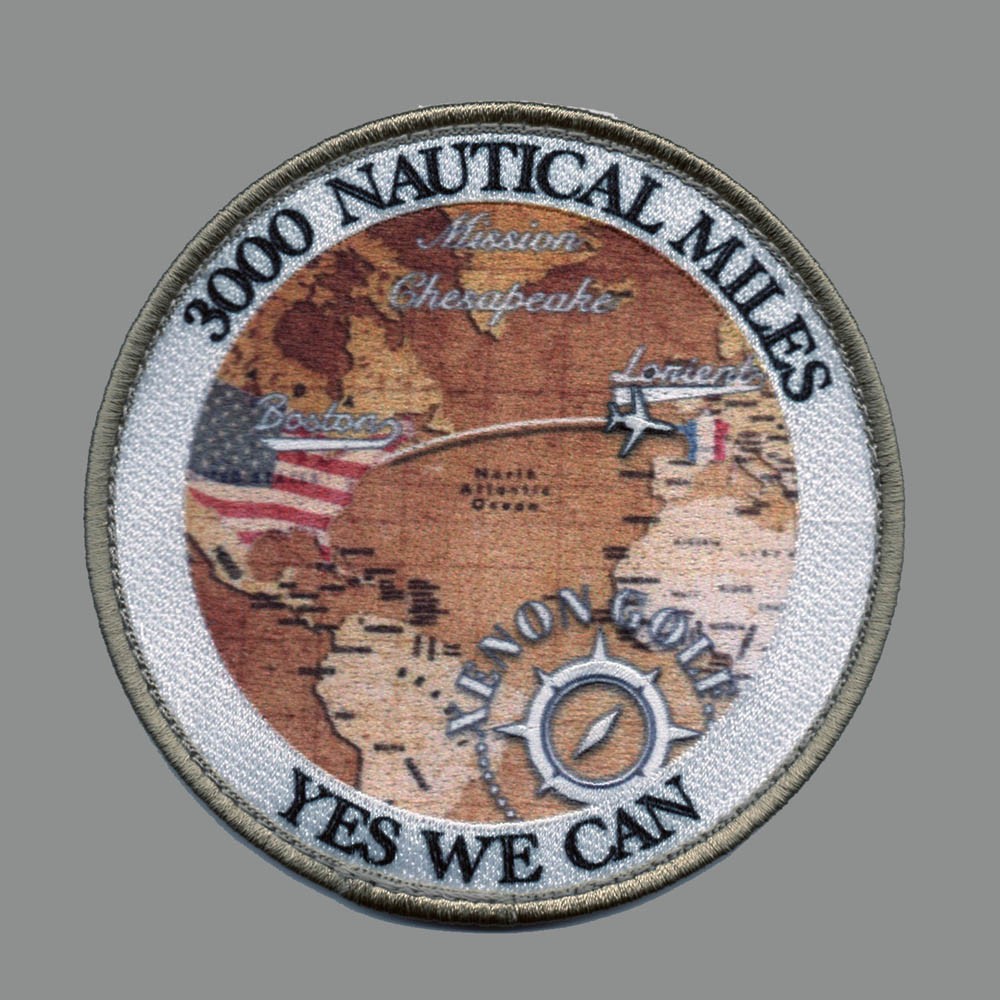 3000 NAUTICAL MILES
Mission
Chesapeake
Lorient
Boston
North
Atlantic
Ocean
XENON GOLF
YES WE CAN